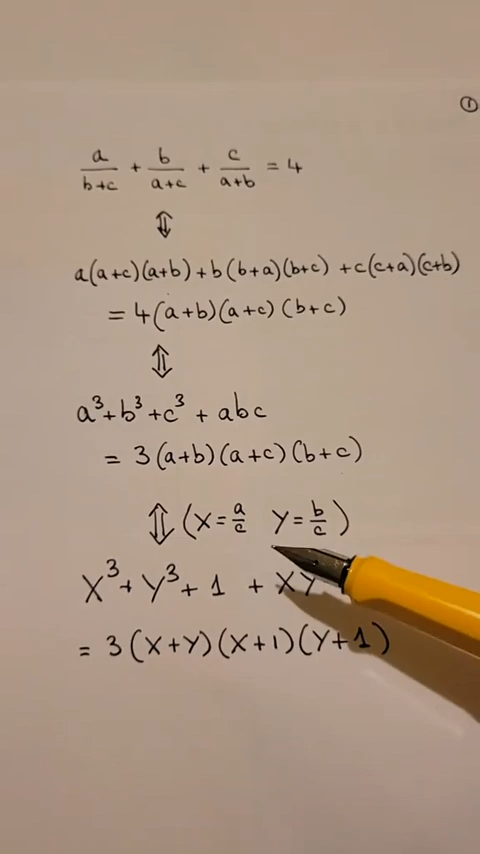 ①
a/(b+c) + b/(a+c) + c/(a+b) = 4
⇕
a(a+c)(a+b)+b(b+a)(b+c)+c(c+a)(c+b)
= 4(a+b)(a+c)(b+c)
⇕
a³+b³+c³+abc
= 3(a+b)(a+c)(b+c)
⇕ (X=a/c Y=b/c)
X³+Y³+1+XY
= 3(X+Y)(X+1)(Y+1)